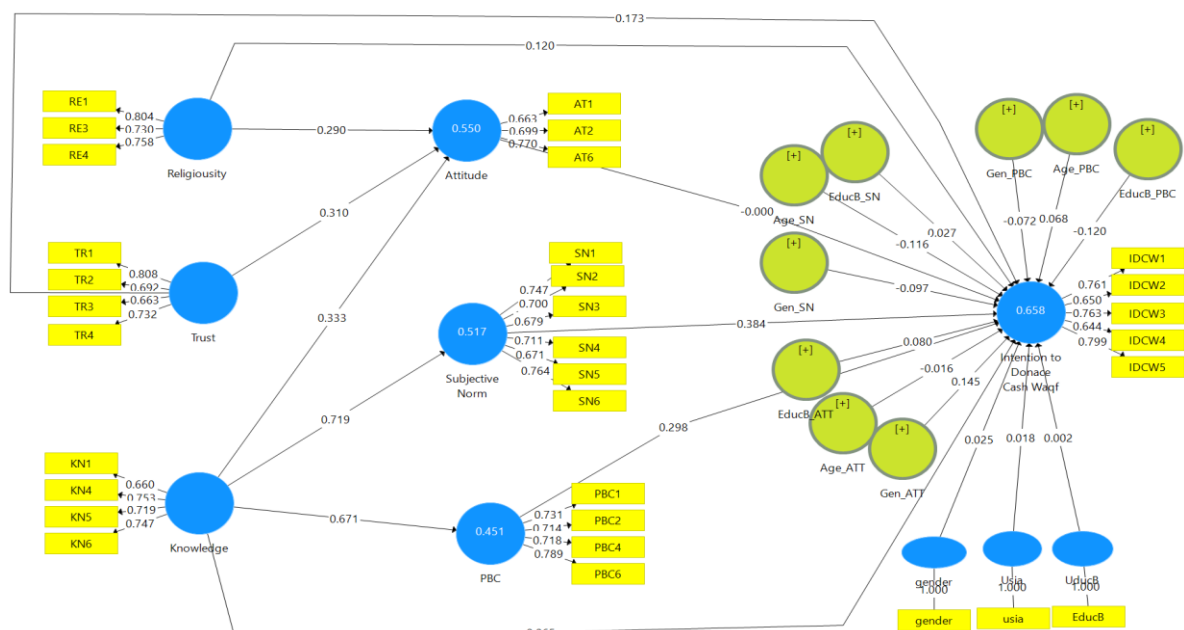 0.173
0.120
RE1
RE3
RE4
0.804
0.730
0.758
Religiousity
0.290
0.550
Attitude
0.663
0.699
0.770
AT1
AT2
AT6
[+]
Gen_PBC
[+]
Age_PBC
[+]
EducB_PBC
[+]
EducB_SN
[+]
Age_SN
[+]
Gen_SN
-0.000
0.027
-0.116
-0.097
-0.072
0.068
-0.120
TR1
TR2
TR3
TR4
0.808
0.692
0.663
0.732
Trust
0.310
0.333
0.517
Subjective
Norm
0.747
0.700
0.679
0.711
0.671
0.764
SN1
SN2
SN3
SN4
SN5
SN6
0.384
0.658
Intention to
Donace
Cash Waqf
0.761
0.650
0.763
0.644
0.799
IDCW1
IDCW2
IDCW3
IDCW4
IDCW5
[+]
EducB_ATT
[+]
Age_ATT
[+]
Gen_ATT
0.080
-0.016
0.145
0.719
0.298
0.025
0.018
0.002
KN1
KN4
KN5
KN6
0.660
0.753
0.719
0.747
Knowledge
0.671
0.451
PBC
0.731
0.714
0.718
0.789
PBC1
PBC2
PBC4
PBC6
gender
Usia
UducB
1.000
1.000
1.000
gender
usia
EducB